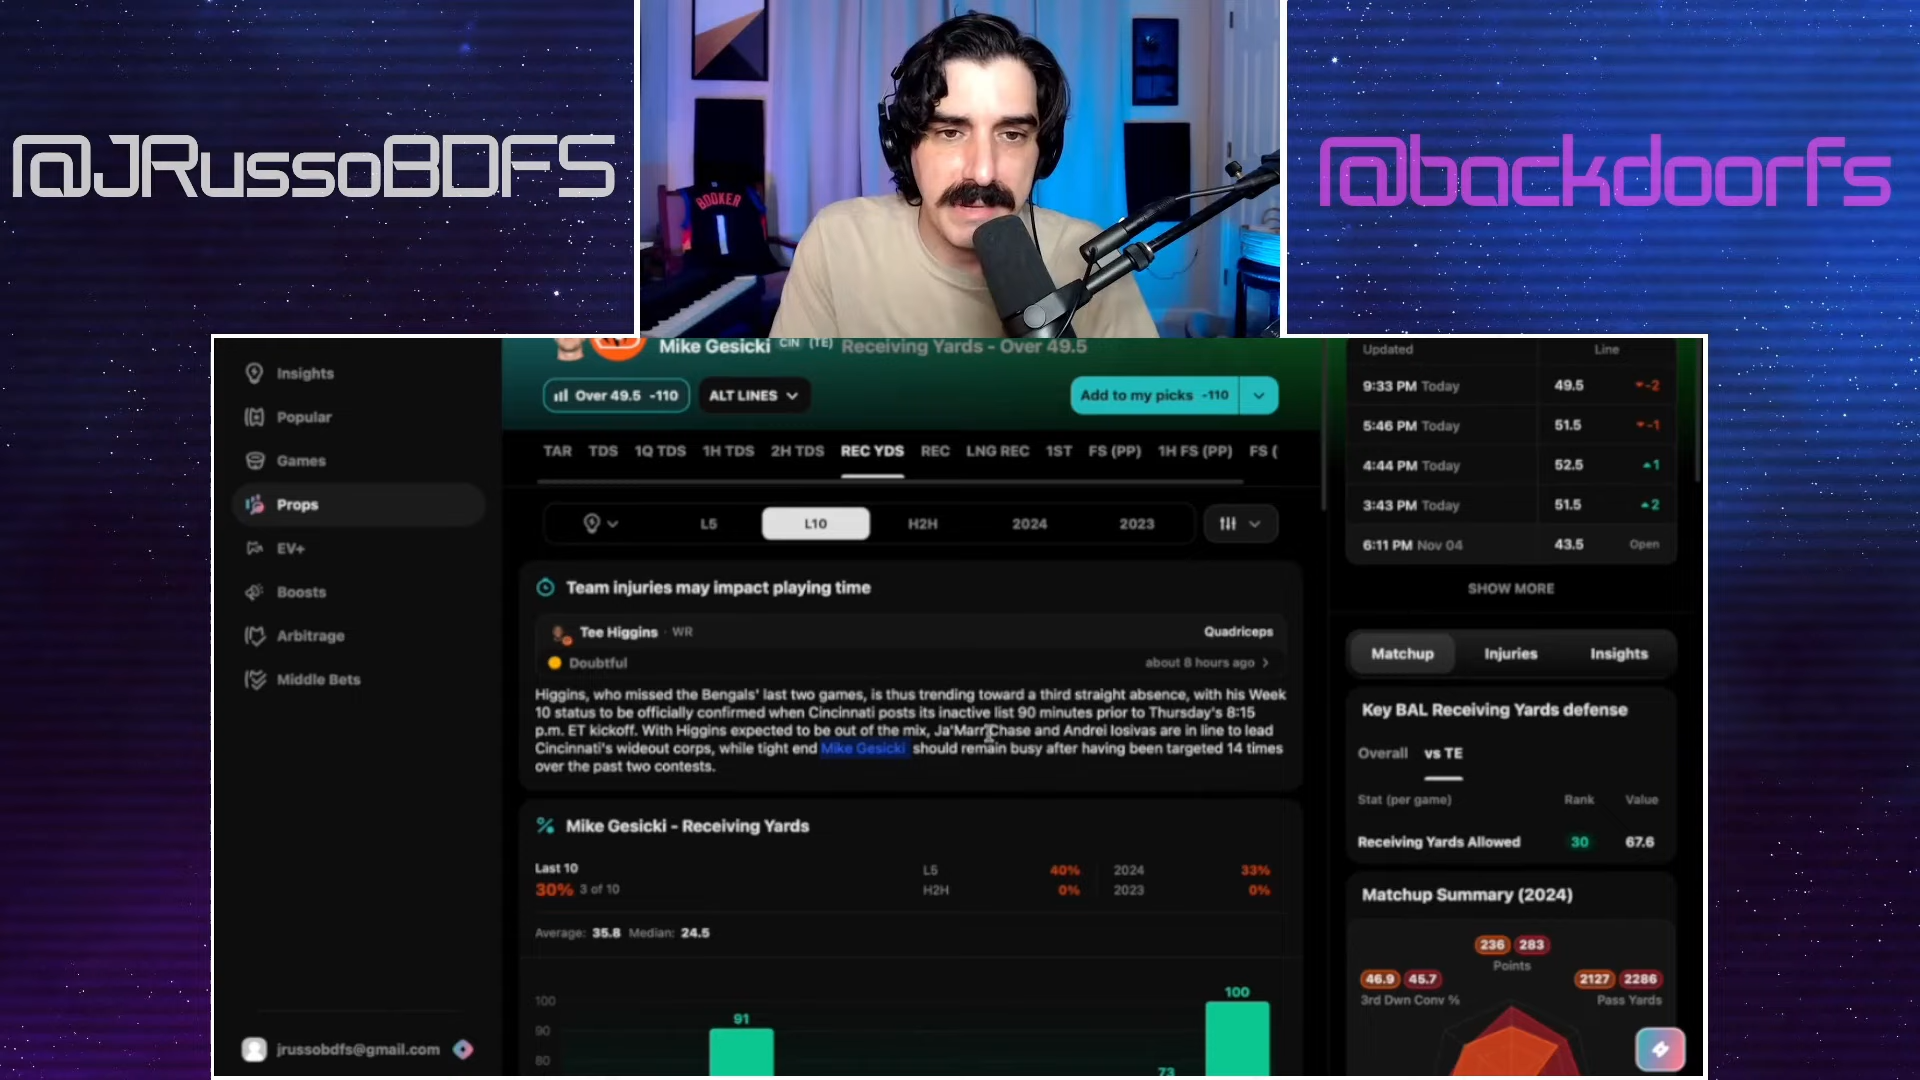 @JRussoBDFS
@backdoorfs
BOOKER
1
Insights
Popular
Games
Props
EV+
Boosts
Arbitrage
Middle Bets
jrussobdfs@gmail.com
Mike Gesicki CIN (TE) Receiving Yards - Over 49.5
Over 49.5 -110
ALT LINES
Add to my picks -110
TAR TDS 1Q TDS 1H TDS 2H TDS REC YDS REC LNG REC 1ST FS (PP) 1H FS (PP) FS (
L5 L10 H2H 2024 2023
Team injuries may impact playing time
Tee Higgins · WR Quadriceps
Doubtful about 8 hours ago
Higgins, who missed the Bengals' last two games, is thus trending toward a third straight absence, with his Week
10 status to be officially confirmed when Cincinnati posts its inactive list 90 minutes prior to Thursday's 8:15
p.m. ET kickoff. With Higgins expected to be out of the mix, Ja'Marr Chase and Andrei Iosivas are in line to lead
Cincinnati's wideout corps, while tight end Mike Gesicki should remain busy after having been targeted 14 times
over the past two contests.
Mike Gesicki - Receiving Yards
Last 10
30% 3 of 10
L5 40% 2024 33%
H2H 0% 2023 0%
Average: 35.8 Median: 24.5
100
90
80
91
73
100
Updated Line
9:33 PM Today 49.5 -2
5:46 PM Today 51.5 -1
4:44 PM Today 52.5 1
3:43 PM Today 51.5 2
6:11 PM Nov 04 43.5 Open
SHOW MORE
Matchup Injuries Insights
Key BAL Receiving Yards defense
Overall vs TE
Stat (per game) Rank Value
Receiving Yards Allowed 30 67.6
Matchup Summary (2024)
236 283
Points
46.9 45.7
3rd Dwn Conv %
2127 2286
Pass Yards